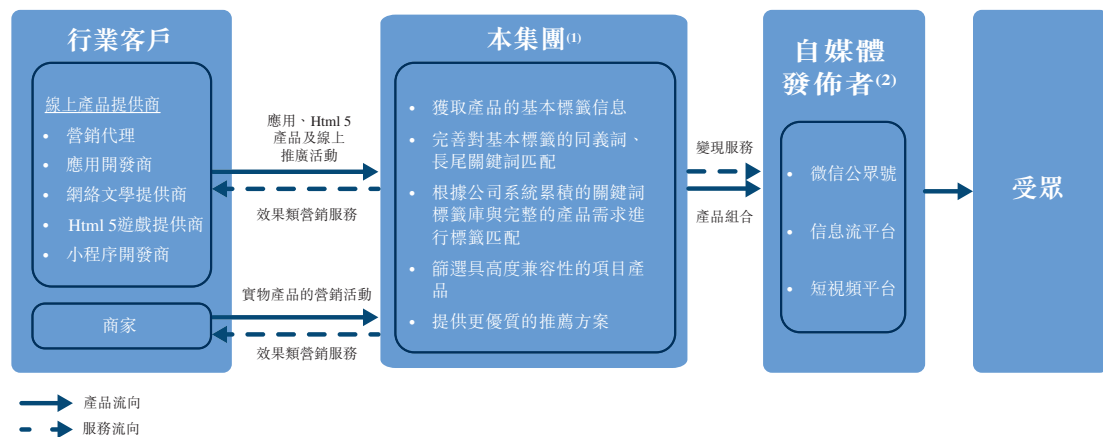 行業客戶
線上產品提供商
• 營銷代理
• 應用開發商
• 網絡文學提供商
• Html 5遊戲提供商
• 小程序開發商
商家
應用、Html 5
產品及線上
推廣活動
效果類營銷服務
實物產品的營銷活動
效果類營銷服務
本集團(1)
• 獲取產品的基本標籤信息
• 完善對基本標籤的同義詞、
長尾關鍵詞匹配
• 根據公司系統累積的關鍵詞
標籤庫與完整的產品需求進
行標籤匹配
• 篩選具高度兼容性的項目產
品
• 提供更優質的推薦方案
變現服務
產品組合
自媒體
發佈者(2)
• 微信公眾號
• 信息流平台
• 短視頻平台
受眾
產品流向
服務流向